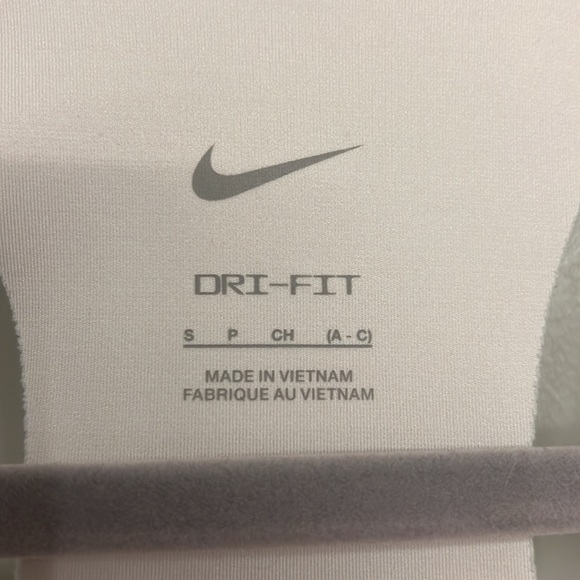 DRI-FIT
S P CH (A - C)
MADE IN VIETNAM
FABRIQUE AU VIETNAM